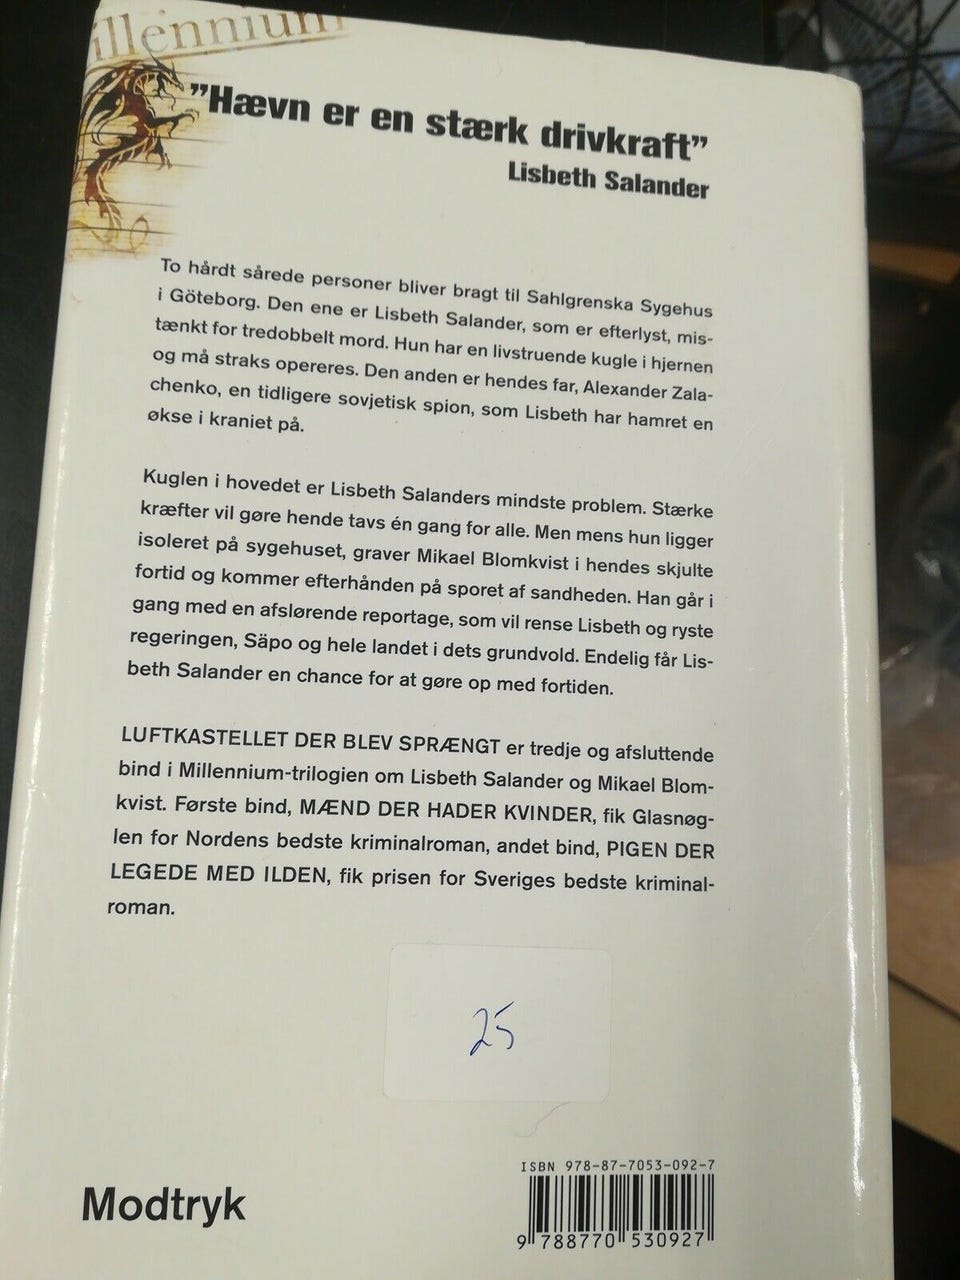 illennium
"Hævn er en stærk drivkraft"
Lisbeth Salander
To hårdt sårede personer bliver bragt til Sahlgrenska Sygehus
i Göteborg. Den ene er Lisbeth Salander, som er efterlyst, mis-
tænkt for tredobbelt mord. Hun har en livstruende kugle i hjernen
og må straks opereres. Den anden er hendes far, Alexander Zala-
chenko, en tidligere sovjetisk spion, som Lisbeth har hamret en
økse i kraniet på.
Kuglen i hovedet er Lisbeth Salanders mindste problem. Stærke
kræfter vil gøre hende tavs én gang for alle. Men mens hun ligger
isoleret på sygehuset, graver Mikael Blomkvist i hendes skjulte
fortid og kommer efterhånden på sporet af sandheden. Han går i
gang med en afslørende reportage, som vil rense Lisbeth og ryste
regeringen, Säpo og hele landet i dets grundvold. Endelig får Lis-
beth Salander en chance for at gøre op med fortiden.
LUFTKASTELLET DER BLEV SPRÆNGT er tredje og afsluttende
bind i Millennium-trilogien om Lisbeth Salander og Mikael Blom-
kvist. Første bind, MÆND DER HADER KVINDER, fik Glasnøg-
len for Nordens bedste kriminalroman, andet bind, PIGEN DER
LEGEDE MED ILDEN, fik prisen for Sveriges bedste kriminal-
roman.
25
ISBN 978-87-7053-092-7
Modtryk
9 788770 530927